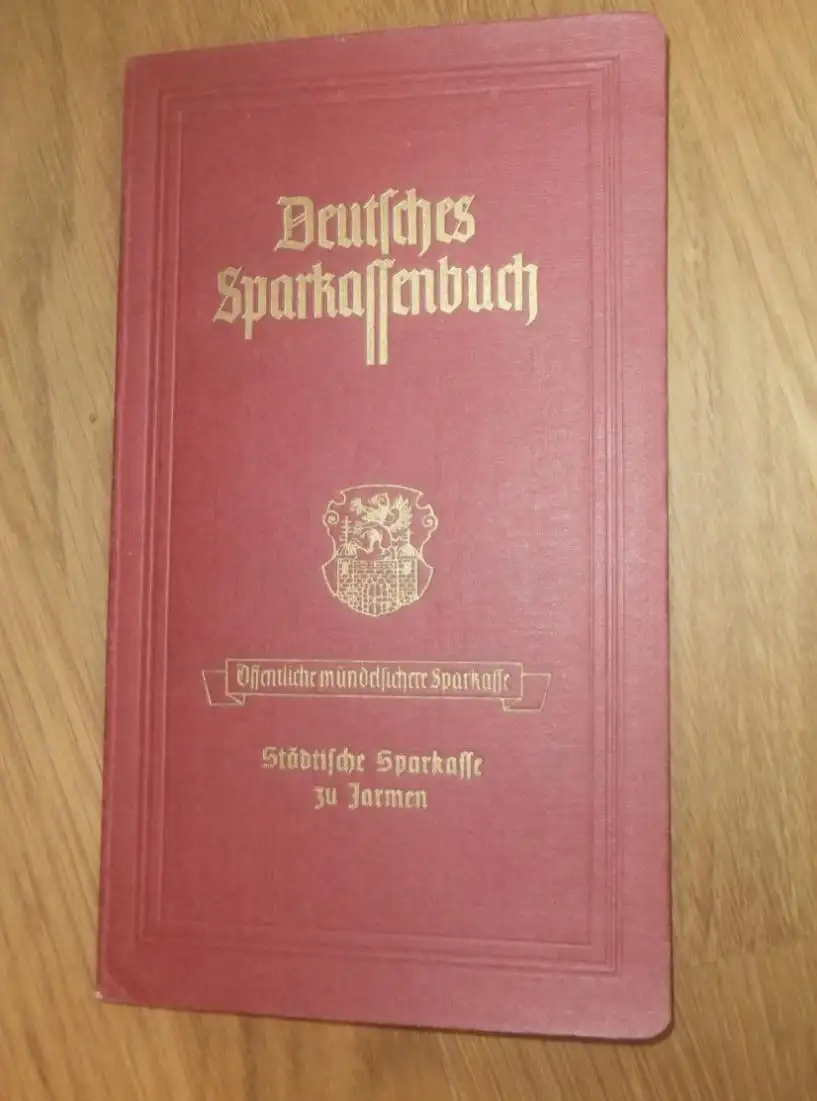 Deutſches
Sparkaſſenbuch
Öffentliche mündelſichere Sparkaſſe
Städtiſche Sparkaſſe
zu Jarmen